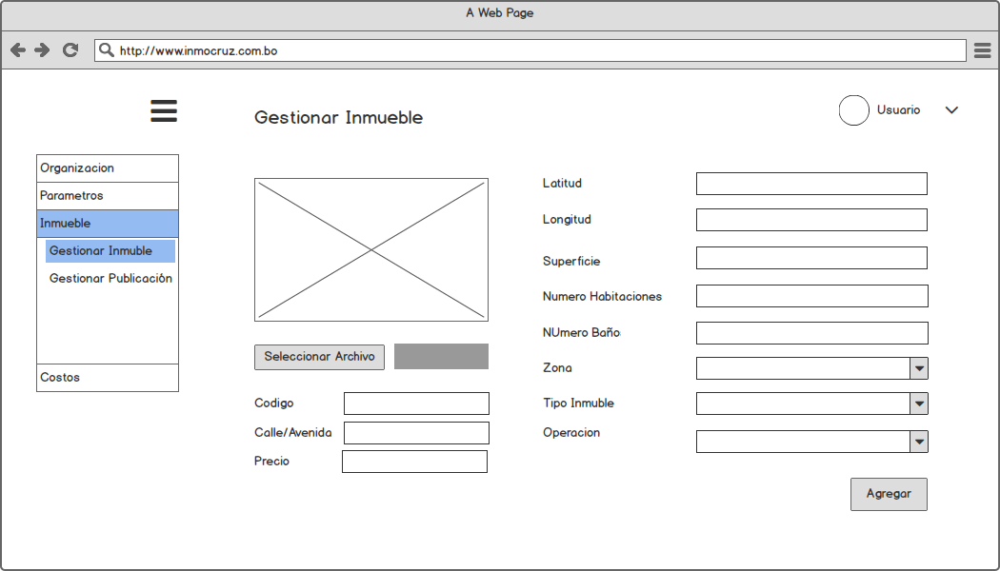 A Web Page
http://www.inmocruz.com.bo
Gestionar Inmueble
Usuario
Organizacion
Parametros
Inmueble
Gestionar Inmuble
Gestionar Publicación
Costos
Seleccionar Archivo
Codigo
Calle/Avenida
Precio
Latitud
Longitud
Superficie
Numero Habitaciones
NUmero Baño
Zona
Tipo Inmuble
Operacion
Agregar